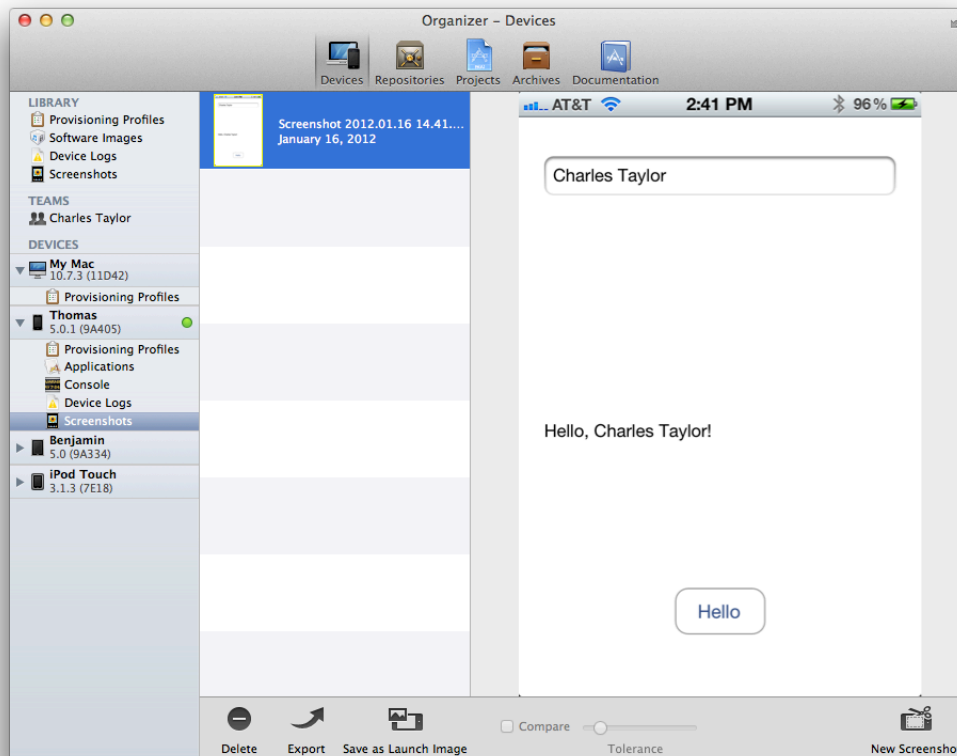 Organizer – Devices
Devices
Repositories
Projects
Archives
Documentation
LIBRARY
Provisioning Profiles
Software Images
Device Logs
Screenshots
TEAMS
Charles Taylor
DEVICES
My Mac
10.7.3 (11D42)
Provisioning Profiles
Thomas
5.0.1 (9A405)
Provisioning Profiles
Applications
Console
Device Logs
Screenshots
Benjamin
5.0 (9A334)
iPod Touch
3.1.3 (7E18)
Screenshot 2012.01.16 14.41....
January 16, 2012
AT&T 2:41 PM 96%
Charles Taylor
Hello, Charles Taylor!
Hello
Delete
Export
Save as Launch Image
Compare
Tolerance
New Screensho